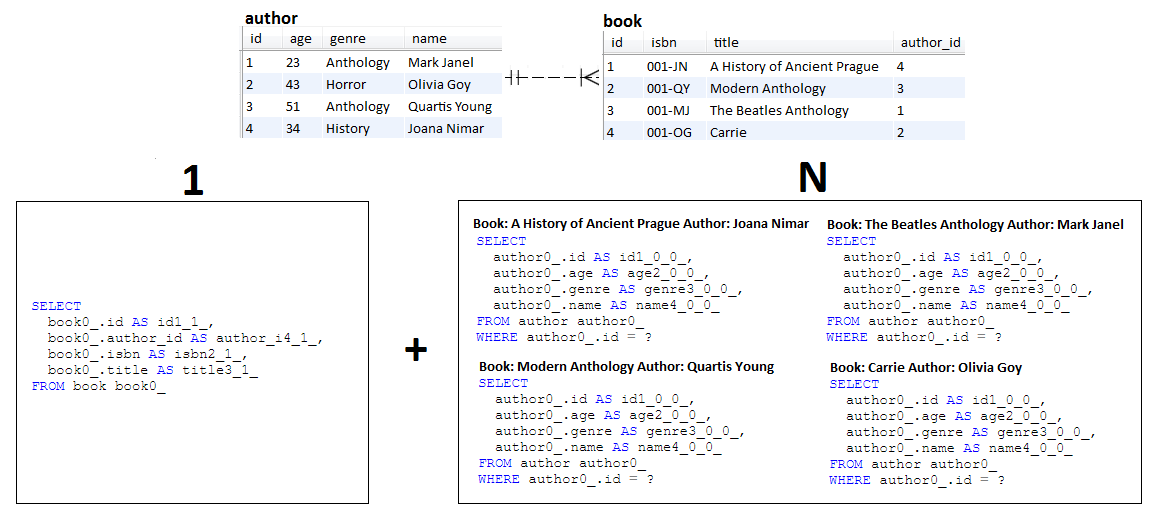 author
id age genre name
1 23 Anthology Mark Janel
2 43 Horror Olivia Goy
3 51 Anthology Quartis Young
4 34 History Joana Nimar
book
id isbn title author_id
1 001-JN A History of Ancient Prague 4
2 001-QY Modern Anthology 3
3 001-MJ The Beatles Anthology 1
4 001-OG Carrie 2
1
SELECT
book0_.id AS id1_1_,
book0_.author_id AS author_i4_1_,
book0_.isbn AS isbn2_1_,
book0_.title AS title3_1_
FROM book book0_
+
N
Book: A History of Ancient Prague Author: Joana Nimar
SELECT
author0_.id AS id1_0_0_,
author0_.age AS age2_0_0_,
author0_.genre AS genre3_0_0_,
author0_.name AS name4_0_0_
FROM author author0_
WHERE author0_.id = ?
Book: The Beatles Anthology Author: Mark Janel
SELECT
author0_.id AS id1_0_0_,
author0_.age AS age2_0_0_,
author0_.genre AS genre3_0_0_,
author0_.name AS name4_0_0_
FROM author author0_
WHERE author0_.id = ?
Book: Modern Anthology Author: Quartis Young
SELECT
author0_.id AS id1_0_0_,
author0_.age AS age2_0_0_,
author0_.genre AS genre3_0_0_,
author0_.name AS name4_0_0_
FROM author author0_
WHERE author0_.id = ?
Book: Carrie Author: Olivia Goy
SELECT
author0_.id AS id1_0_0_,
author0_.age AS age2_0_0_,
author0_.genre AS genre3_0_0_,
author0_.name AS name4_0_0_
FROM author author0_
WHERE author0_.id = ?